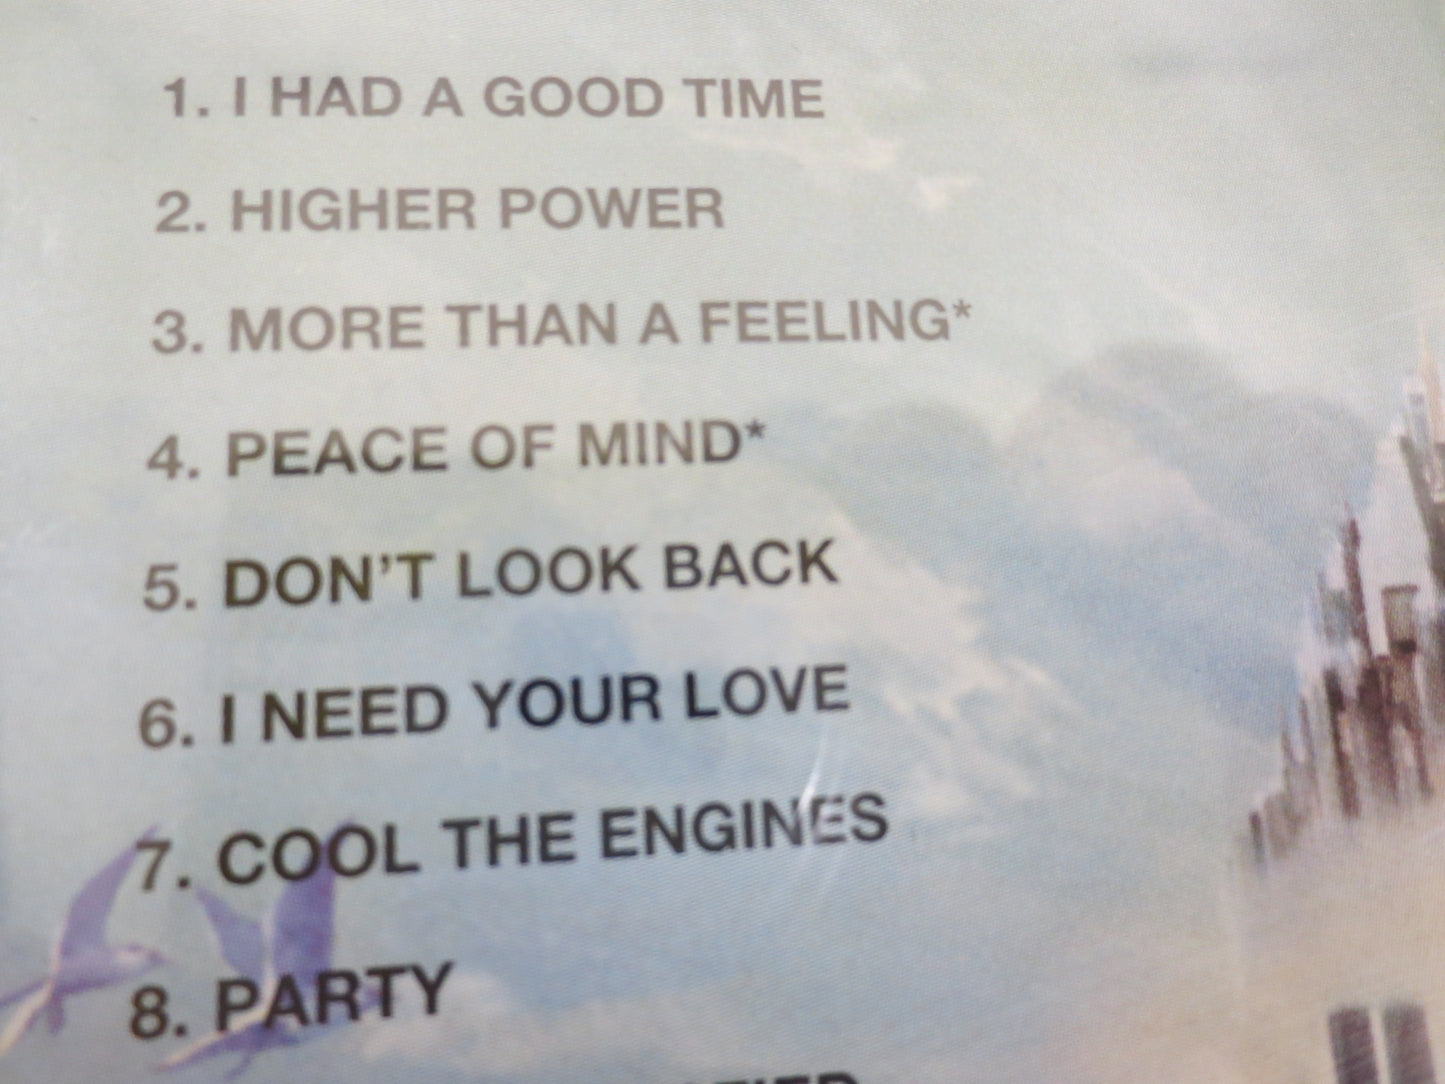 1. I HAD A GOOD TIME
2. HIGHER POWER
3. MORE THAN A FEELING*
4. PEACE OF MIND*
5. DON'T LOOK BACK
6. I NEED YOUR LOVE
7. COOL THE ENGINES
8. PARTY